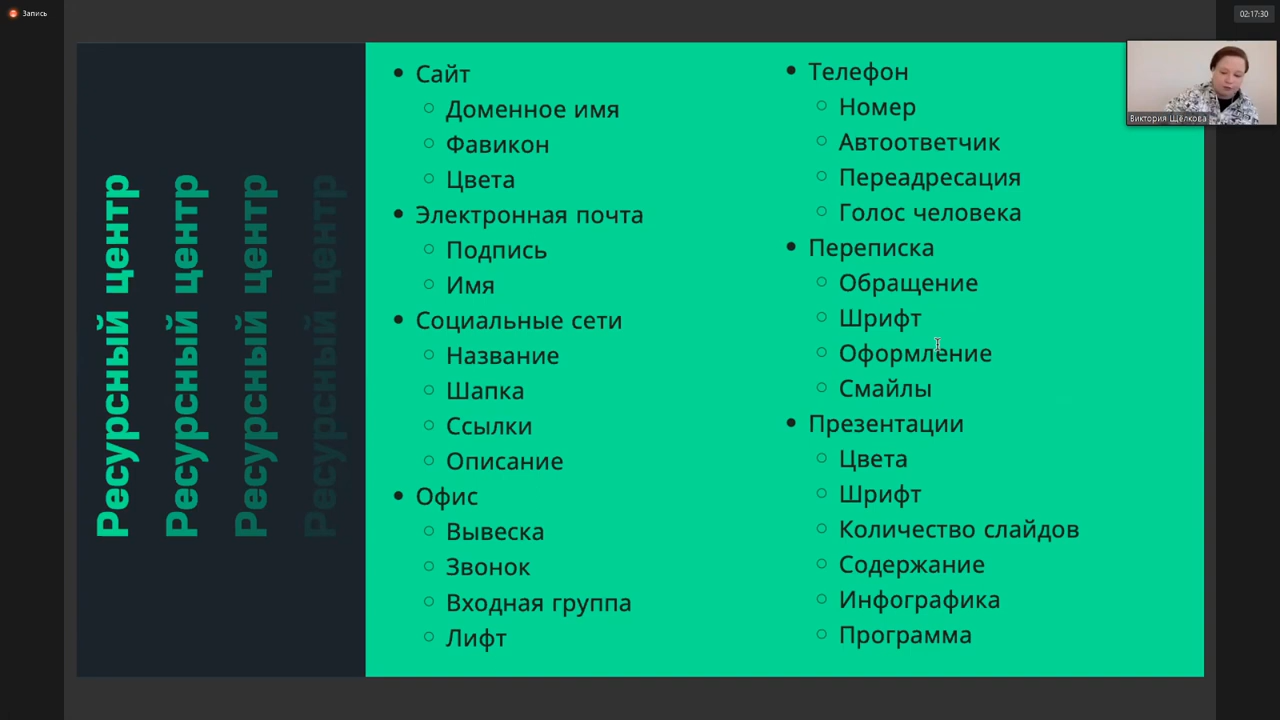 Запись
02:17:30
Виктория Щёлкова
Ресурсный центр
Ресурсный центр
Ресурсный центр
Ресурсный центр
Сайт
Доменное имя
Фавикон
Цвета
Электронная почта
Подпись
Имя
Социальные сети
Название
Шапка
Ссылки
Описание
Офис
Вывеска
Звонок
Входная группа
Лифт
Телефон
Номер
Автоответчик
Переадресация
Голос человека
Переписка
Обращение
Шрифт
Оформление
Смайлы
Презентации
Цвета
Шрифт
Количество слайдов
Содержание
Инфографика
Программа